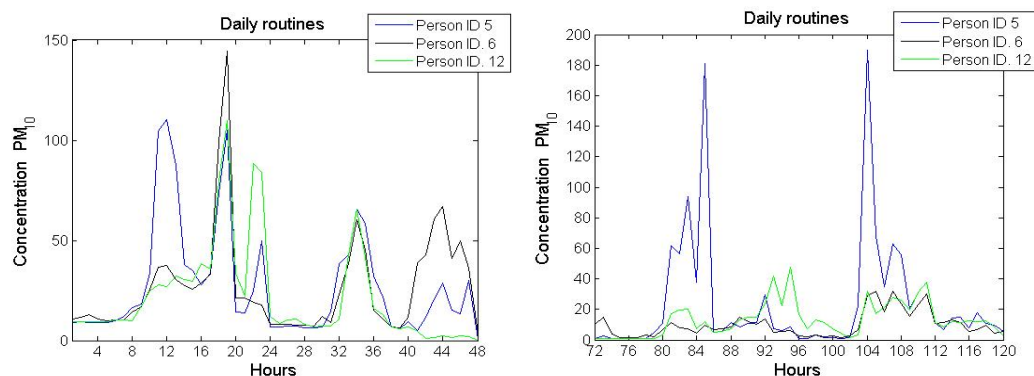 Daily routines
Person ID 5
Person ID. 6
Person ID. 12
Concentration PM10
150
100
50
0
4 8 12 16 20 24 28 32 36 40 44 48
Hours
Daily routines
Person ID 5
Person ID. 6
Person ID. 12
Concentration PM10
200
180
160
140
120
100
80
60
40
20
0
72 76 80 84 88 92 96 100 104 108 112 116 120
Hours